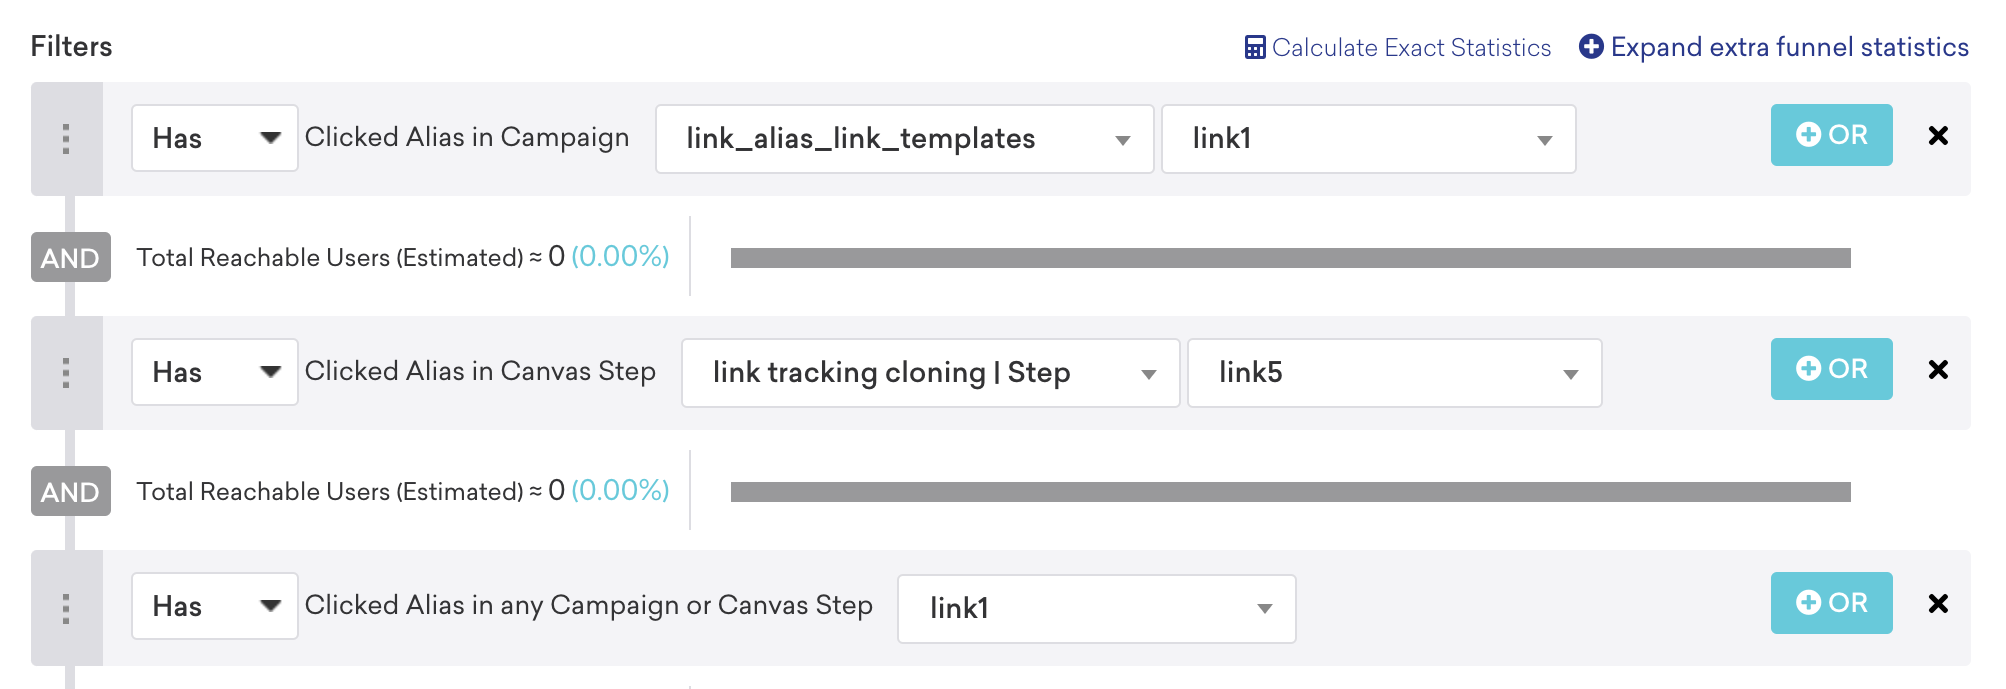 Filters
Calculate Exact Statistics Expand extra funnel statistics
Has Clicked Alias in Campaign link_alias_link_templates link1 OR
AND Total Reachable Users (Estimated) ≈ 0 (0.00%)
Has Clicked Alias in Canvas Step link tracking cloning | Step link5 OR
AND Total Reachable Users (Estimated) ≈ 0 (0.00%)
Has Clicked Alias in any Campaign or Canvas Step link1 OR